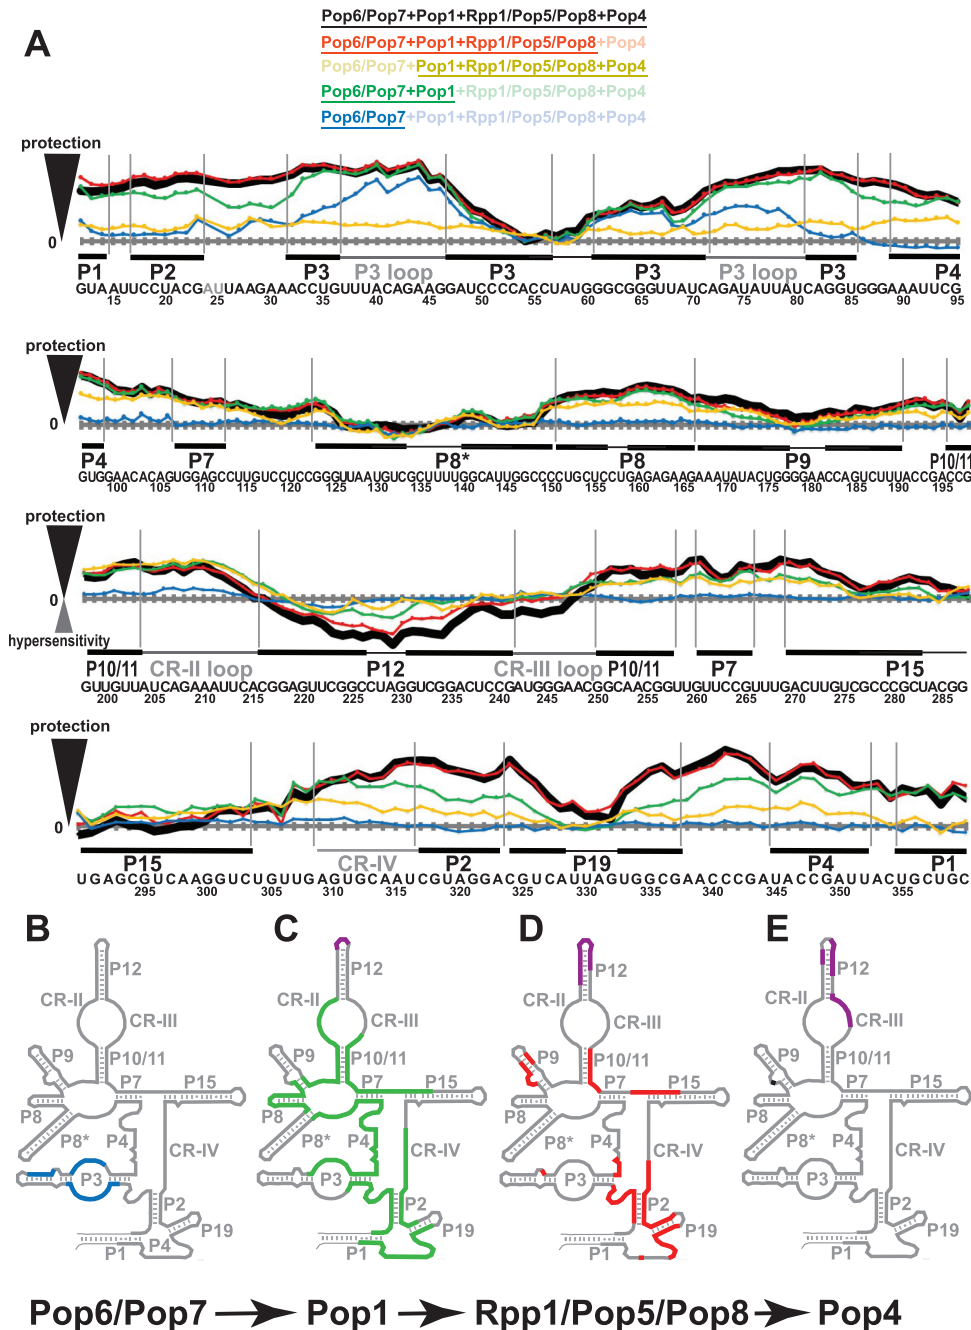 A
Pop6/Pop7+Pop1+Rpp1/Pop5/Pop8+Pop4
Pop6/Pop7+Pop1+Rpp1/Pop5/Pop8+Pop4
Pop6/Pop7+Pop1+Rpp1/Pop5/Pop8+Pop4
Pop6/Pop7+Pop1+Rpp1/Pop5/Pop8+Pop4
Pop6/Pop7+Pop1+Rpp1/Pop5/Pop8+Pop4
protection
0
P1 P2 P3 P3 loop P3 P3 P3 loop P3 P4
GUAAUUCCUACGAUUAAGAAACCUGUUUACAGAAGGAUCCCCACCUAUGGGCGGGUUAUCAGAUAUUAUCAGGUGGGAAAUUCG
15 20 25 30 35 40 45 50 55 60 65 70 75 80 85 90 95
protection
0
P4 P7 P8* P8 P9 P10/11
GUGGAACACAGUGGAGCCUUGUCCUCCGGGUUAAUGUCGCUUUUGGCAUUGGCCCCUGCUCCUGAGAGAAGAAAUAUACUGGGGAACCAGUCUUUACCGACCG
100 105 110 115 120 125 130 135 140 145 150 155 160 165 170 175 180 185 190 195
protection
0
hypersensitivity
P10/11 CR-II loop P12 CR-III loop P10/11 P7 P15
GUUGUUAUCAGAAAUUCACGGAGUUCGGCCUAGGUCGGACUCCGAUGGGAACGGCAACGGUUGUUCCGUUUGACUUGUCGCCCGCUACGG
200 205 210 215 220 225 230 235 240 245 250 255 260 265 270 275 280 285
protection
0
P15 CR-IV P2 P19 P4 P1
UGAGCGUCAAGGUCUGUUGAGUGCAAUCGUAGGACGUCAUUAGUGGCGAACCCGAUACCGAUUACUGCUGC
295 300 305 310 315 320 325 330 335 340 345 350 355 360
B
P12
CR-II
CR-III
P9
P10/11
P7
P15
P8
P8*
P4
CR-IV
P3
P2
P19
P4
P1
C
P12
CR-II
CR-III
P9
P10/11
P7
P15
P8
P8*
P4
CR-IV
P3
P2
P19
P1
D
P12
CR-II
CR-III
P9
P10/11
P7
P15
P8
P8*
P4
CR-IV
P3
P2
P19
P1
E
P12
CR-II
CR-III
P9
P10/11
P7
P15
P8
P8*
P4
CR-IV
P3
P2
P19
P4
P1
Pop6/Pop7 Pop1 Rpp1/Pop5/Pop8 Pop4